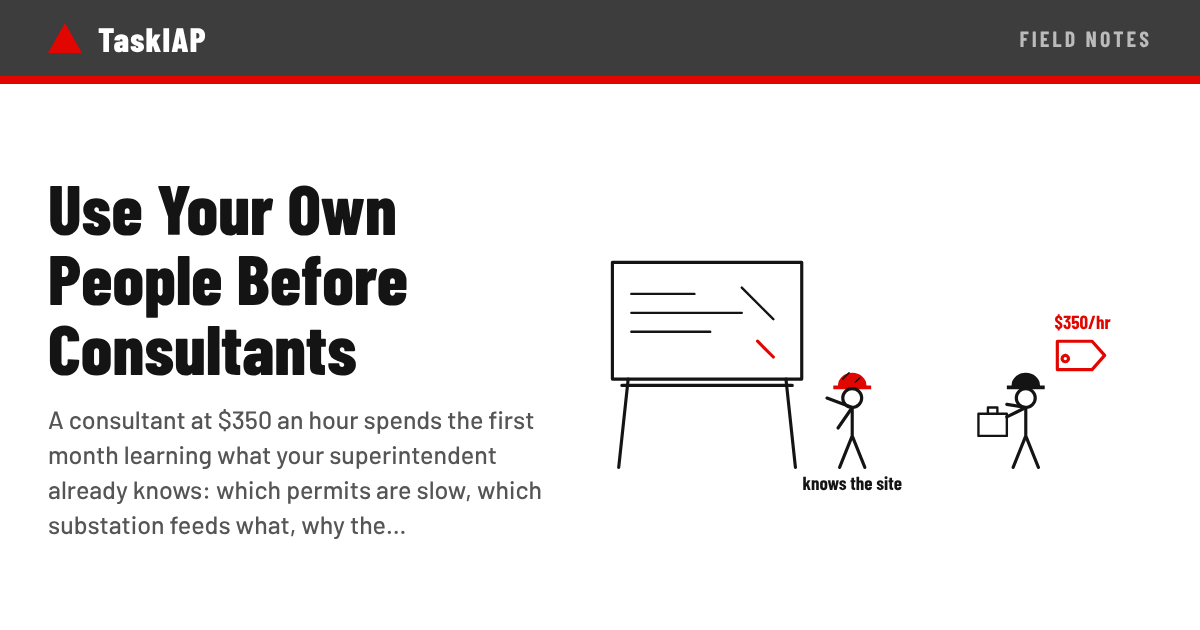 TaskIAP
FIELD NOTES
Use Your Own
People Before
Consultants
A consultant at $350 an hour spends the first
month learning what your superintendent
already knows: which permits are slow, which
substation feeds what, why the...
$350/hr
knows the site